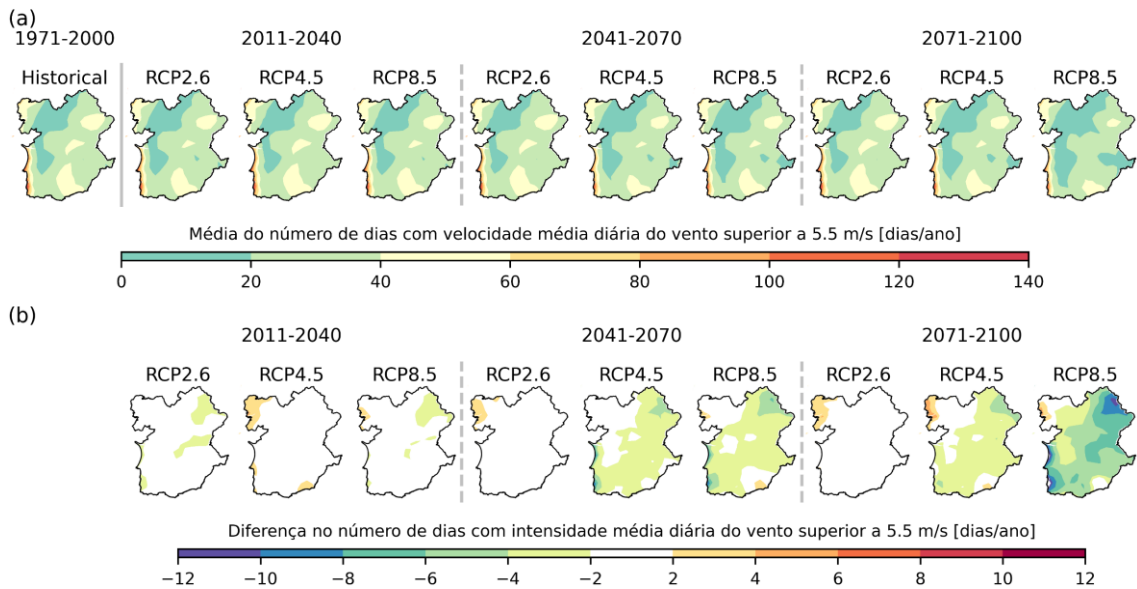 (a)
1971-2000 2011-2040 2041-2070 2071-2100
Historical RCP2.6 RCP4.5 RCP8.5 RCP2.6 RCP4.5 RCP8.5 RCP2.6 RCP4.5 RCP8.5
Média do número de dias com velocidade média diária do vento superior a 5.5 m/s [dias/ano]
0 20 40 60 80 100 120 140
(b)
2011-2040 2041-2070 2071-2100
RCP2.6 RCP4.5 RCP8.5 RCP2.6 RCP4.5 RCP8.5 RCP2.6 RCP4.5 RCP8.5
Diferença no número de dias com intensidade média diária do vento superior a 5.5 m/s [dias/ano]
−12 −10 −8 −6 −4 −2 2 4 6 8 10 12